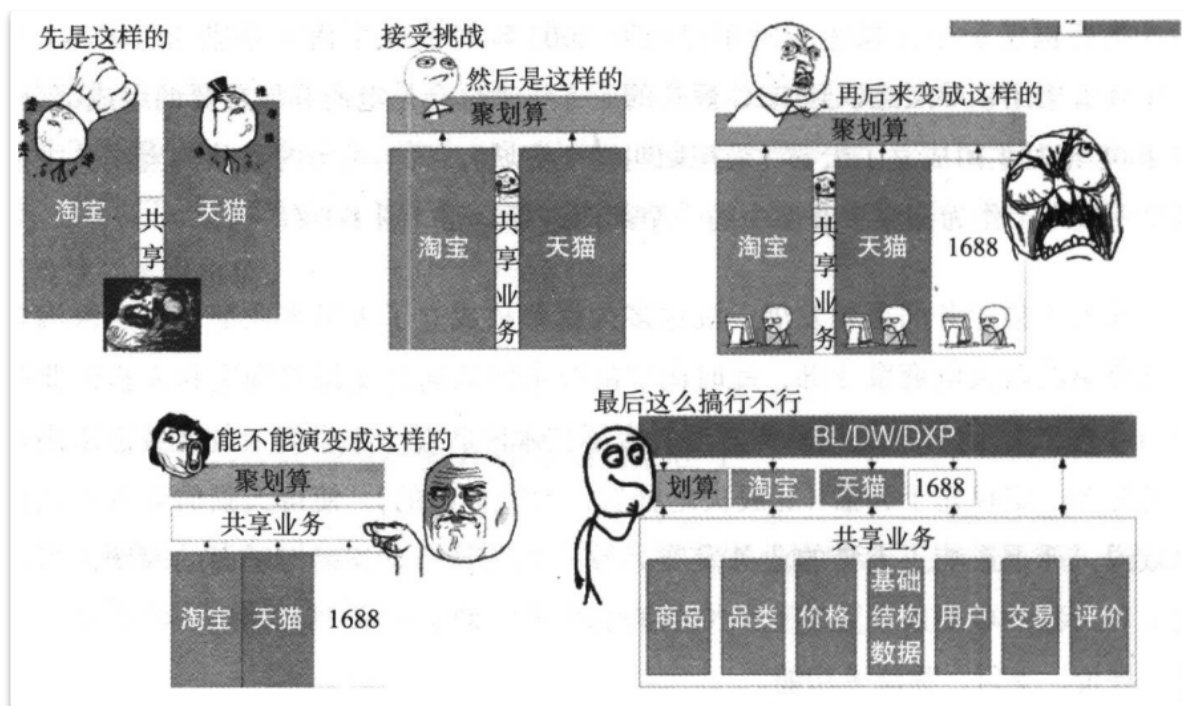 先是这样的
淘宝
天猫
共
享
接受挑战
然后是这样的
聚划算
淘宝
共
享
业
务
天猫
再后来变成这样的
聚划算
淘宝
共
享
业
务
天猫
1688
能不能演变成这样的
聚划算
共享业务
淘宝
天猫
1688
最后这么搞行不行
BL/DW/DXP
划算
淘宝
天猫
1688
共享业务
商品
品类
价格
基础
结构
数据
用户
交易
评价